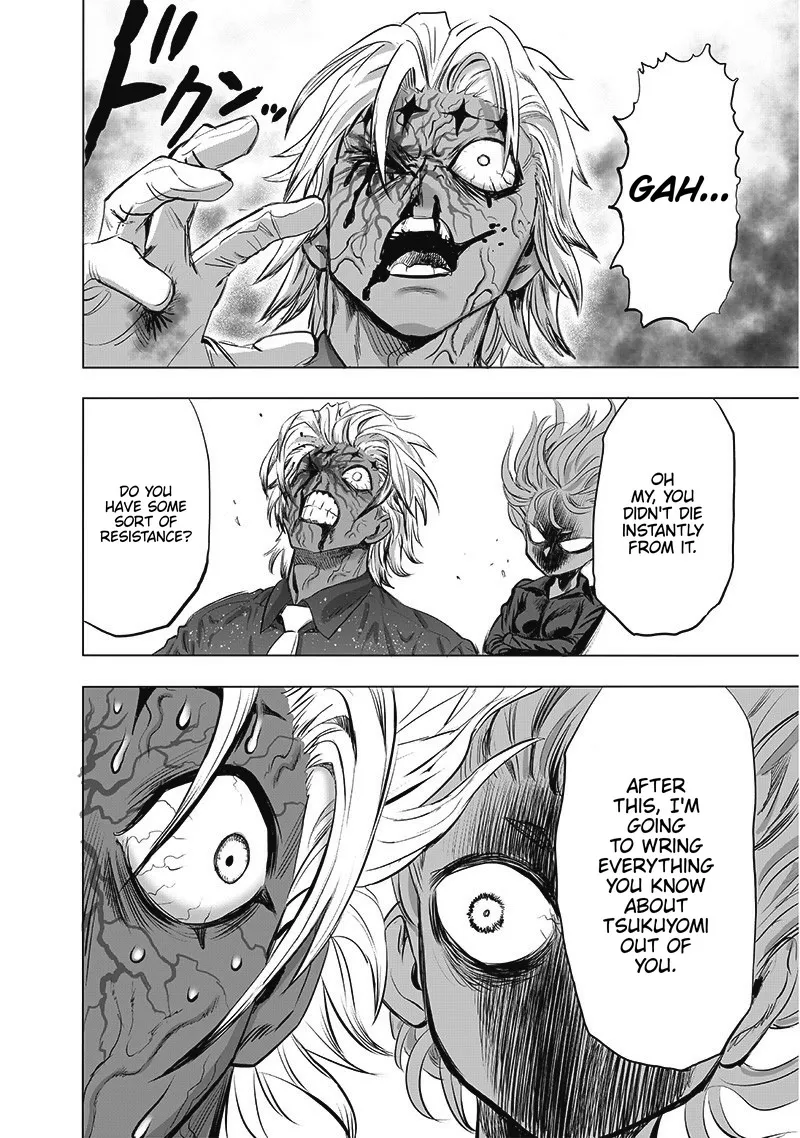 GAH...
ドクンッ
OH
MY, YOU
DIDN'T DIE
INSTANTLY
FROM IT.
DO YOU
HAVE SOME
SORT OF
RESISTANCE?
AFTER
THIS, I'M
GOING
TO WRING
EVERYTHING
YOU KNOW
ABOUT
TSUKUYOMI
OUT OF
YOU.